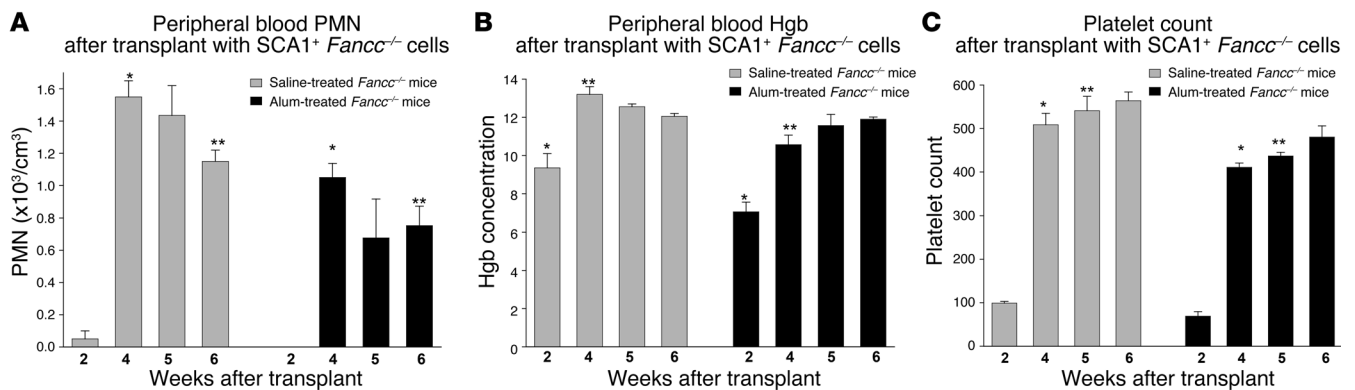 A
Peripheral blood PMN
after transplant with SCA1⁺ Fancc⁻/⁻ cells
Saline-treated Fancc⁻/⁻ mice
Alum-treated Fancc⁻/⁻ mice
PMN (x10³/cm³)
1.6
1.4
1.2
1.0
0.8
0.6
0.4
0.2
0.0
* ** * **
2 4 5 6 2 4 5 6
Weeks after transplant
B
Peripheral blood Hgb
after transplant with SCA1⁺ Fancc⁻/⁻ cells
Saline-treated Fancc⁻/⁻ mice
Alum-treated Fancc⁻/⁻ mice
Hgb concentration
14
12
10
8
6
4
2
0
* ** * **
2 4 5 6 2 4 5 6
Weeks after transplant
C
Platelet count
after transplant with SCA1⁺ Fancc⁻/⁻ cells
Saline-treated Fancc⁻/⁻ mice
Alum-treated Fancc⁻/⁻ mice
Platelet count
600
500
400
300
200
100
0
* ** * **
2 4 5 6 2 4 5 6
Weeks after transplant